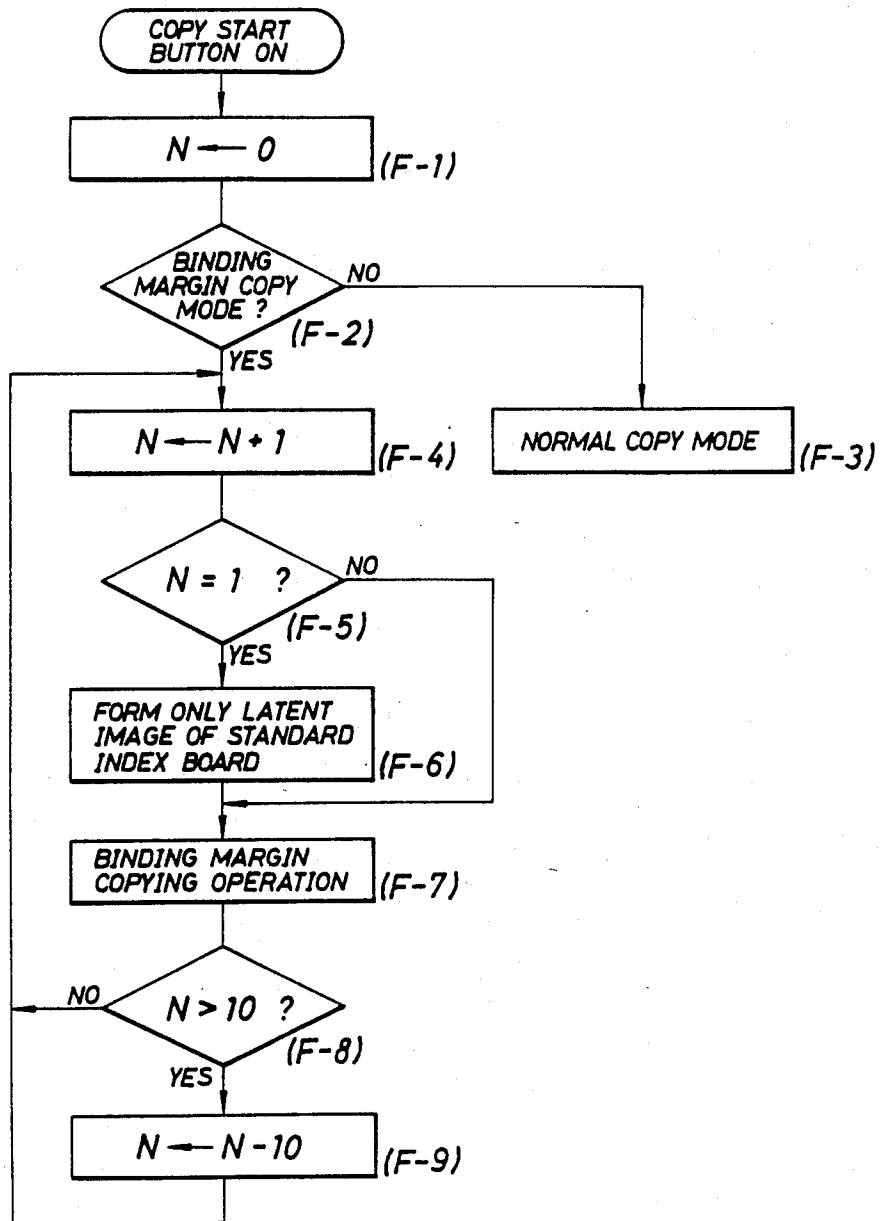 COPY START
BUTTON ON
N ← 0
(F-1)
BINDING
MARGIN COPY
MODE ?
(F-2)
NO
YES
N ← N + 1
(F-4)
NORMAL COPY MODE
(F-3)
N = 1 ?
(F-5)
NO
YES
FORM ONLY LATENT
IMAGE OF STANDARD
INDEX BOARD
(F-6)
BINDING MARGIN
COPYING OPERATION
(F-7)
NO
N > 10 ?
(F-8)
YES
N ← N - 10
(F-9)